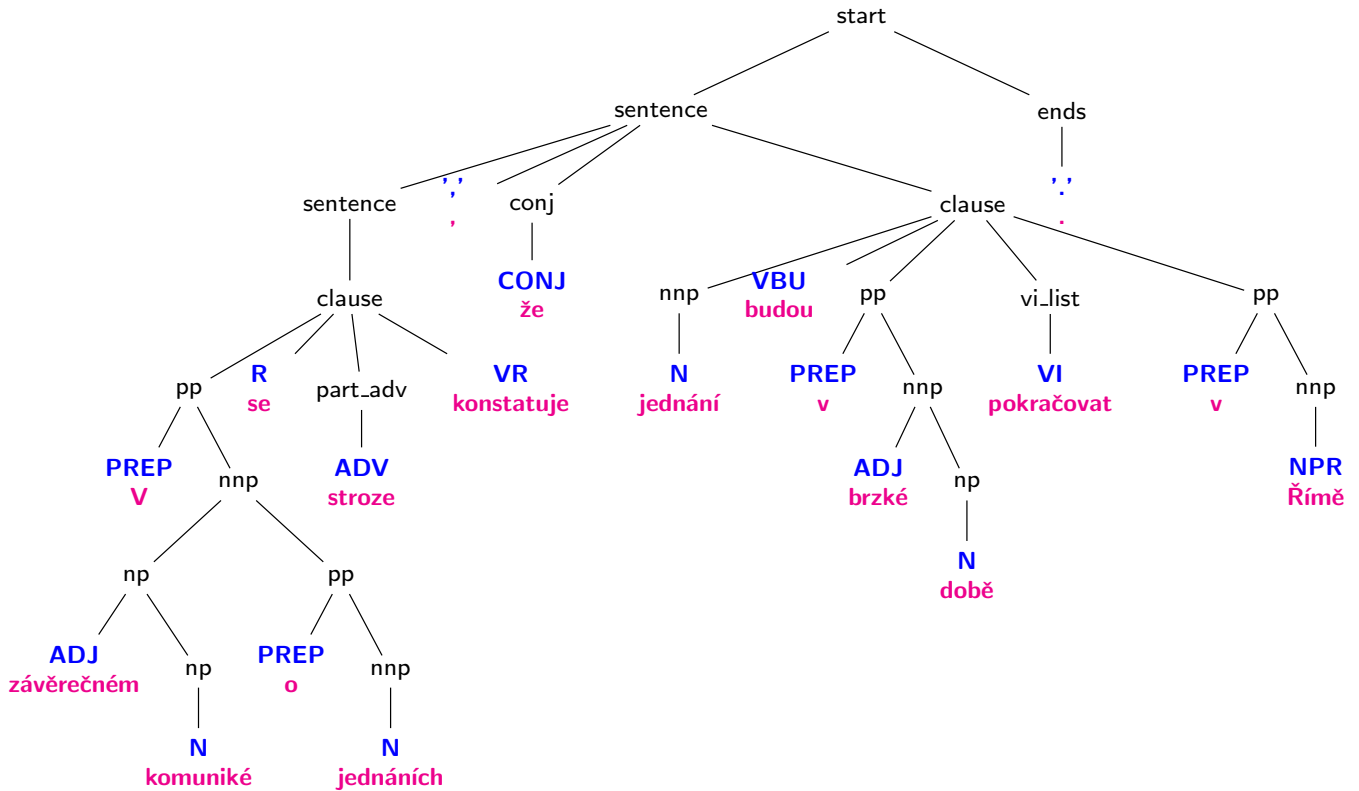 start
sentence ends
sentence ',' conj clause '.'
, .
clause CONJ nnp VBU pp vi_list pp
že budou
pp R part_adv VR N PREP nnp VI PREP nnp
se konstatuje jednání v pokračovat v
PREP nnp ADV ADJ np NPR
V stroze brzké Římě
np pp N
době
ADJ np PREP nnp
závěrečném o
N N
komuniké jednáních